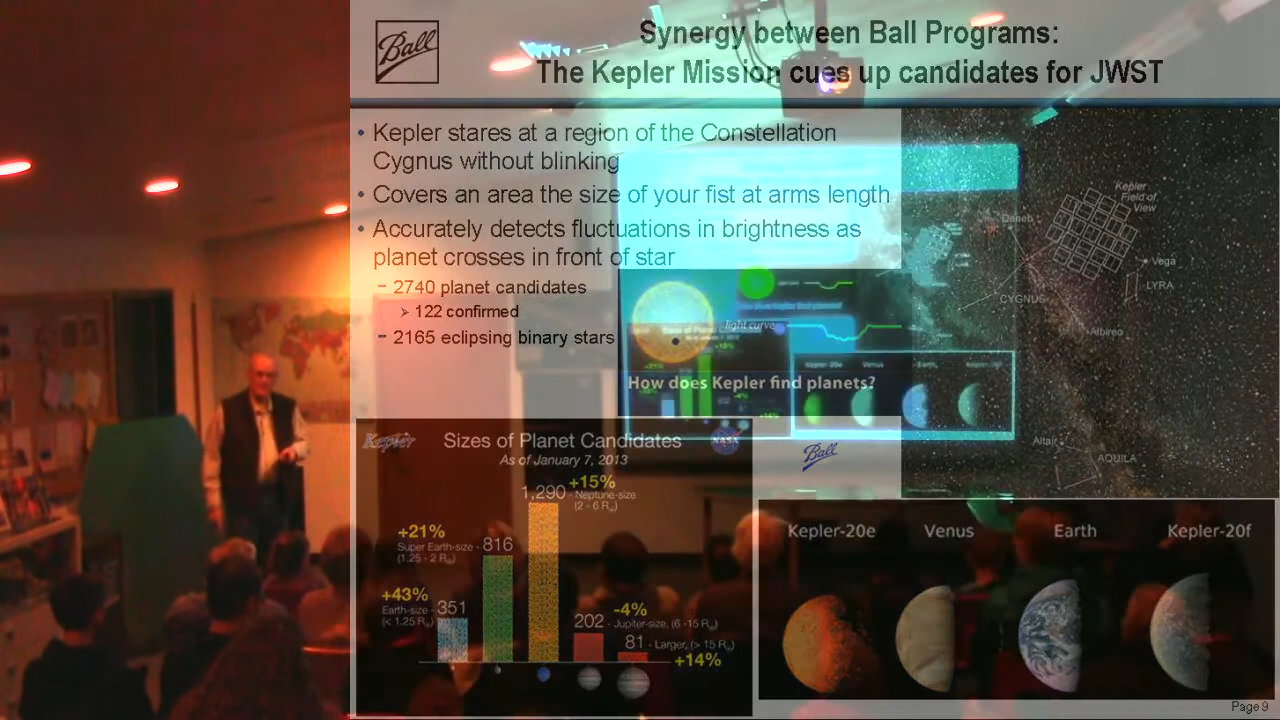 Ball
Synergy between Ball Programs:
The Kepler Mission cues up candidates for JWST
• Kepler stares at a region of the Constellation
Cygnus without blinking
• Covers an area the size of your fist at arms length
• Accurately detects fluctuations in brightness as
planet crosses in front of star
- 2740 planet candidates
> 122 confirmed
- 2165 eclipsing binary stars
light curve
How does Kepler find planets?
Kepler
Field of
View
Deneb
Vega
LYRA
CYGNUS
Albireo
Altair
AQUILA
Ball
Kepler
Sizes of Planet Candidates
NASA
As of January 7, 2013
+15%
1,290 - Neptune-size
(2 - 6 R⊕)
+21%
Super Earth-size - 816
(1.25 - 2 R⊕)
+43%
Earth-size - 351
(< 1.25 R⊕)
-4%
202 - Jupiter-size, (6 -15 R⊕)
81 - Larger, (> 15 R⊕)
+14%
Kepler-20e Venus Earth Kepler-20f
Page 9